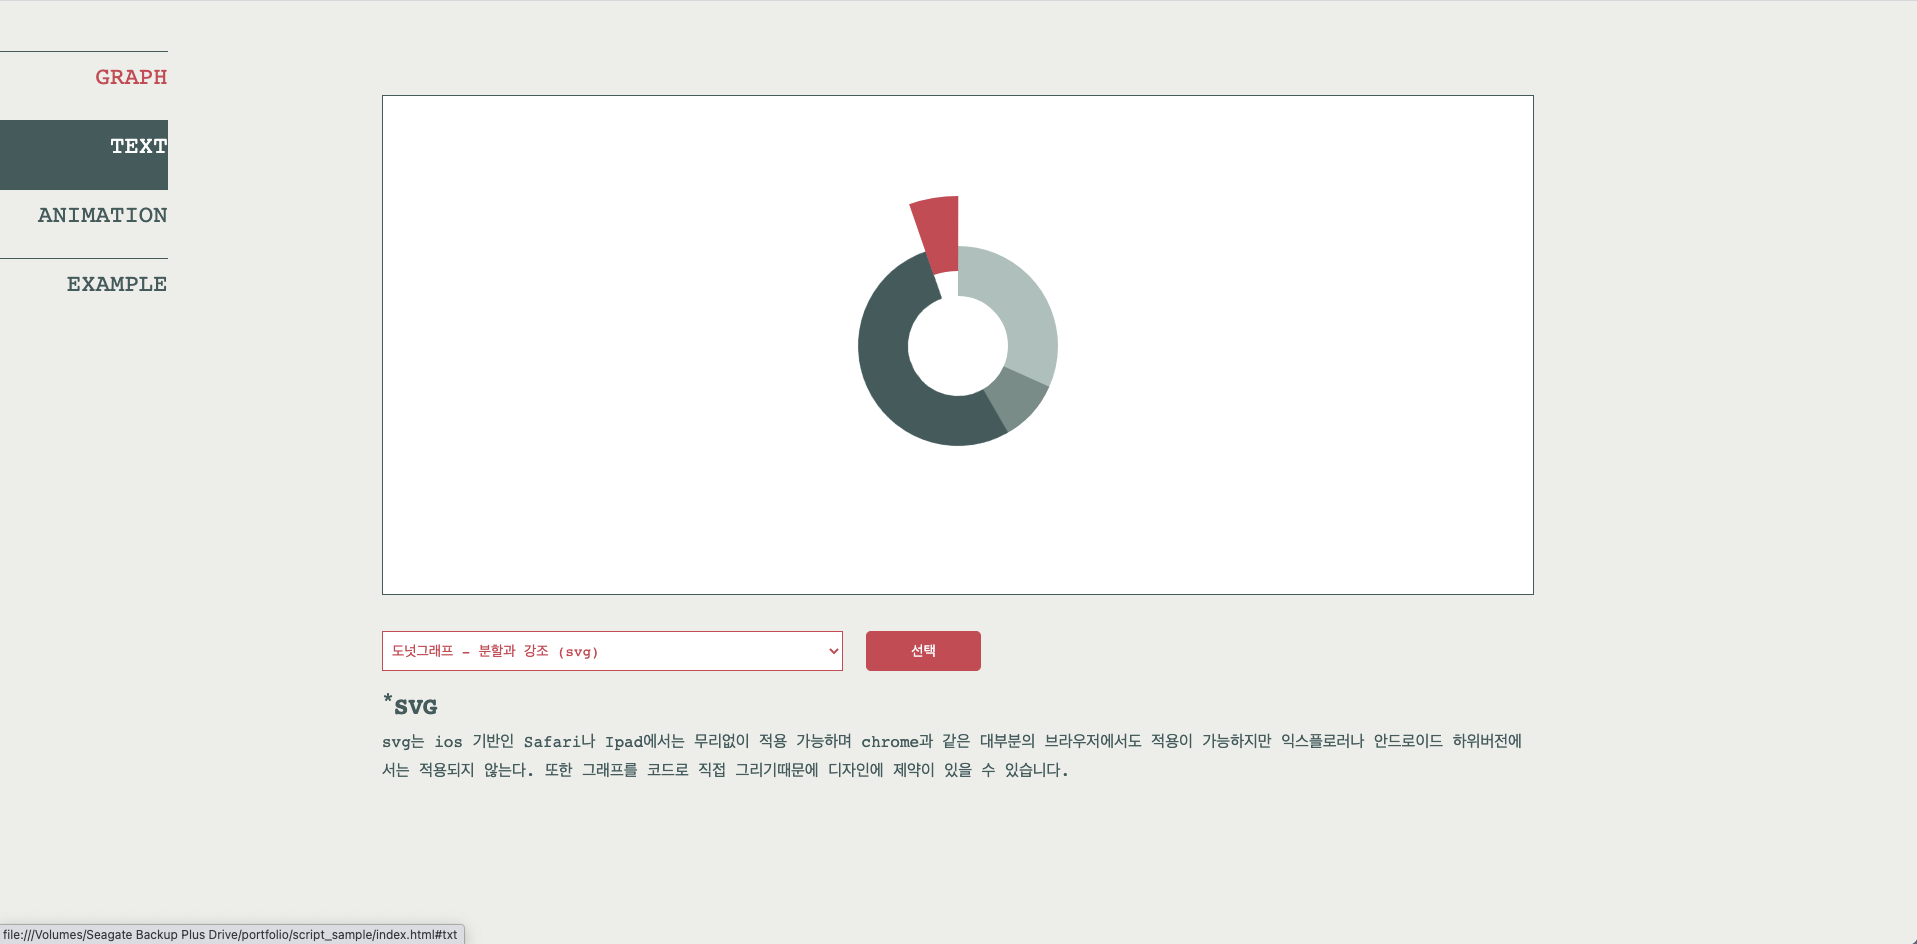 GRAPH
TEXT
ANIMATION
EXAMPLE
도넛그래프 - 분할과 강조 (svg)
선택
*SVG
svg는 ios 기반인 Safari나 Ipad에서는 무리없이 적용 가능하며 chrome과 같은 대부분의 브라우저에서도 적용이 가능하지만 익스플로러나 안드로이드 하위버전에
서는 적용되지 않는다. 또한 그래프를 코드로 직접 그리기때문에 디자인에 제약이 있을 수 있습니다.
file:///Volumes/Seagate Backup Plus Drive/portfolio/script_sample/index.html#txt